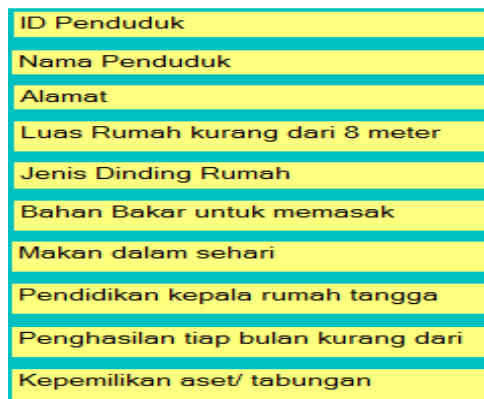 ID Penduduk
Nama Penduduk
Alamat
Luas Rumah kurang dari 8 meter
Jenis Dinding Rumah
Bahan Bakar untuk memasak
Makan dalam sehari
Pendidikan kepala rumah tangga
Penghasilan tiap bulan kurang dari
Kepemilikan aset/ tabungan